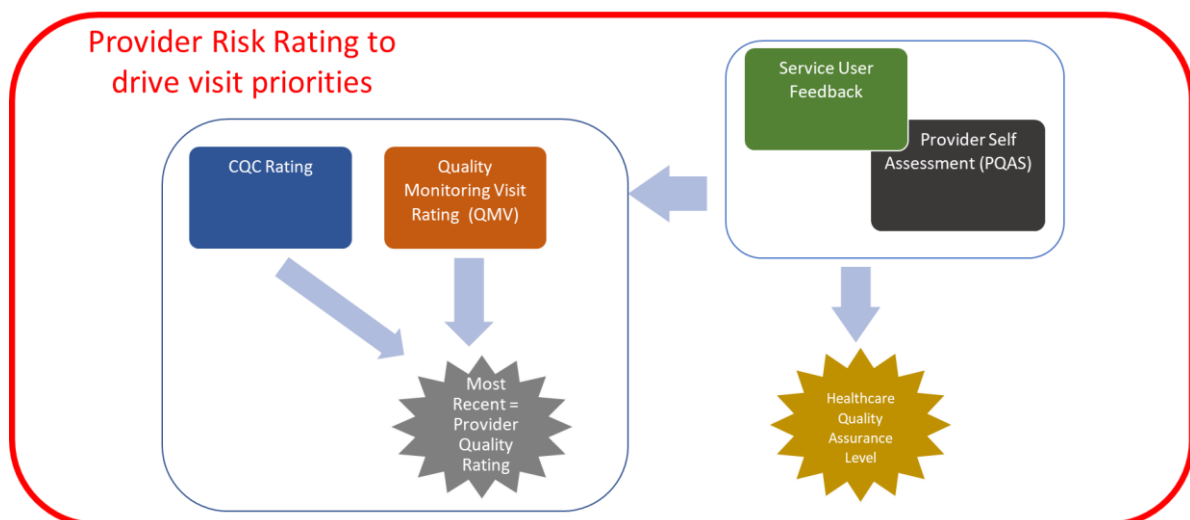 Provider Risk Rating to
drive visit priorities
CQC Rating
Quality
Monitoring Visit
Rating (QMV)
Most
Recent =
Provider
Quality
Rating
Service User
Feedback
Provider Self
Assessment (PQAS)
Healthcare
Quality
Assurance
Level